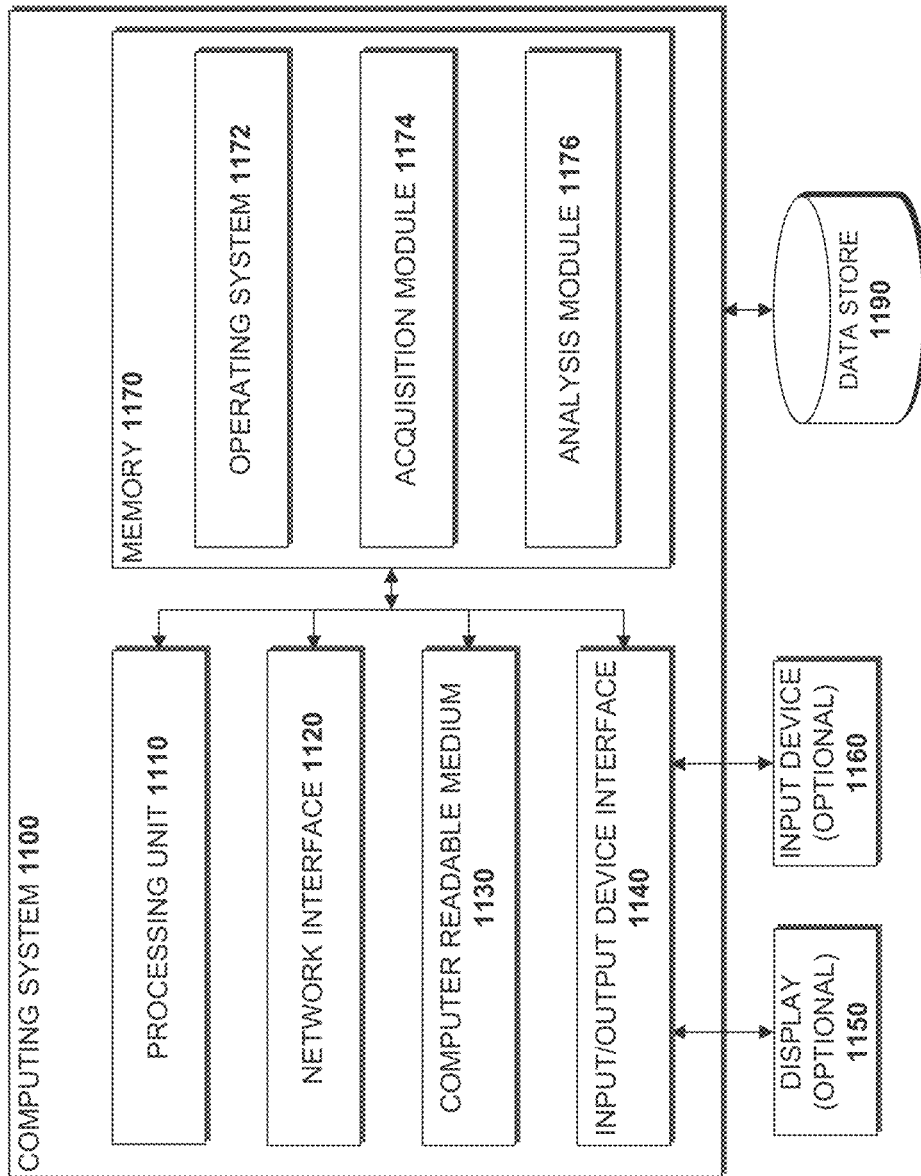 COMPUTING SYSTEM 1100
PROCESSING UNIT 1110
NETWORK INTERFACE 1120
COMPUTER READABLE MEDIUM
1130
INPUT/OUTPUT DEVICE INTERFACE
1140
MEMORY 1170
OPERATING SYSTEM 1172
ACQUISITION MODULE 1174
ANALYSIS MODULE 1176
DISPLAY
(OPTIONAL)
1150
INPUT DEVICE
(OPTIONAL)
1160
DATA STORE
1190